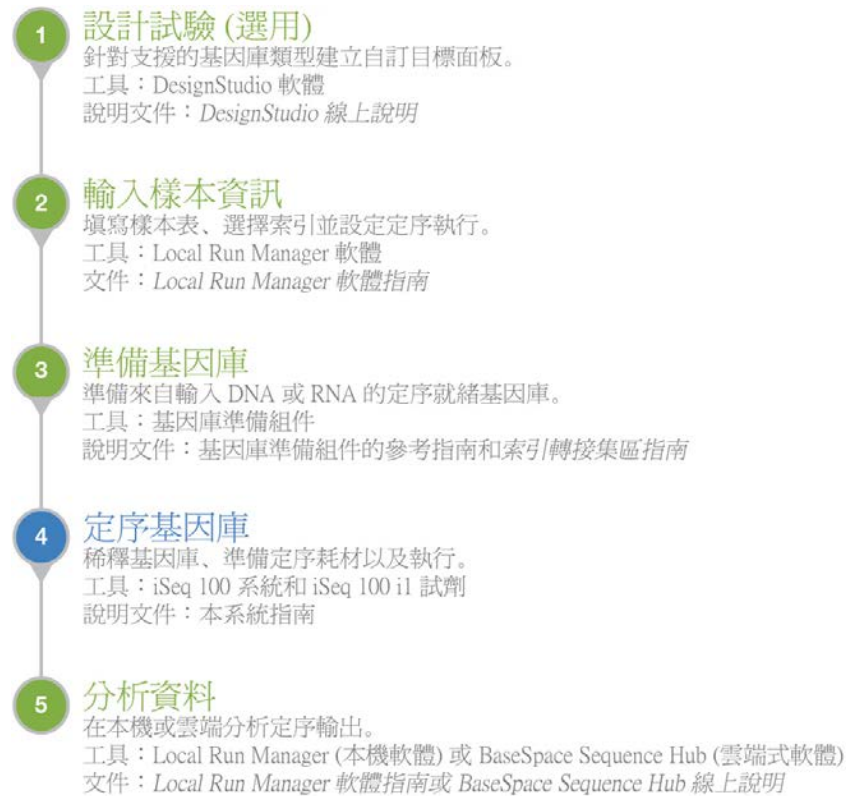 1 設計試驗 (選用)
針對支援的基因庫類型建立自訂目標面板。
工具：DesignStudio 軟體
說明文件：DesignStudio 線上說明
2 輸入樣本資訊
填寫樣本表、選擇索引並設定定序執行。
工具：Local Run Manager 軟體
文件：Local Run Manager 軟體指南
3 準備基因庫
準備來自輸入 DNA 或 RNA 的定序就緒基因庫。
工具：基因庫準備組件
說明文件：基因庫準備組件的參考指南和索引轉接集區指南
4 定序基因庫
稀釋基因庫、準備定序耗材以及執行。
工具：iSeq 100 系統和 iSeq 100 i1 試劑
說明文件：本系統指南
5 分析資料
在本機或雲端分析定序輸出。
工具：Local Run Manager (本機軟體) 或 BaseSpace Sequence Hub (雲端式軟體)
文件：Local Run Manager 軟體指南或 BaseSpace Sequence Hub 線上說明